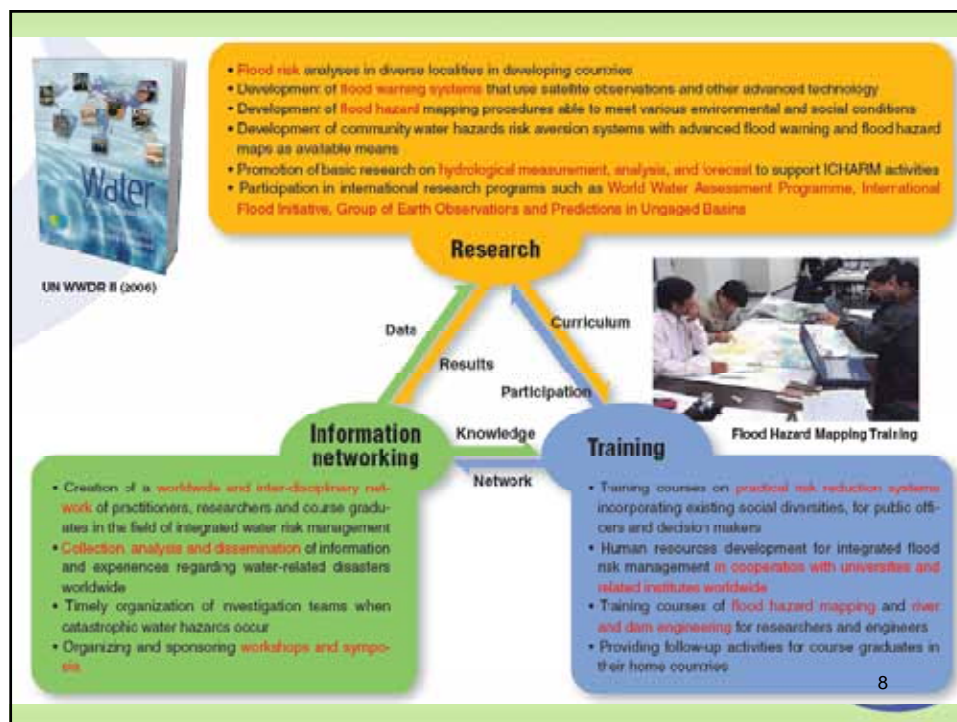 • Flood risk analyses in diverse localities in developing countries
• Development of flood warning systems that use satellite observations and other advanced technology
• Development of flood hazard mapping procedures able to meet various environmental and social conditions
• Development of community water hazards risk aversion systems with advanced flood warning and flood hazard
maps as available means
• Promotion of basic research on hydrological measurement, analysis, and forecast to support ICHARM activities
• Participation in international research programs such as World Water Assessment Programme, International
Flood Initiative, Group of Earth Observations and Predictions in Ungaged Basins
Water
UN WWDR II (2006)
Research
Data
Results
Curriculum
Participation
Flood Hazard Mapping Training
Information
networking
Knowledge
Network
Training
• Creation of a worldwide and inter-disciplinary net-
work of practitioners, researchers and course gradu-
ates in the field of integrated water risk management
• Collection, analysis and dissemination of information
and experiences regarding water-related disasters
worldwide
• Timely organization of investigation teams when
catastrophic water hazards occur
• Organizing and sponsoring workshops and sympo-
sia
• Training courses on practical risk reduction systems
incorporating existing social diversities, for public offi-
cers and decision makers
• Human resources development for integrated flood
risk management in cooperation with universities and
related institutes worldwide
• Training courses of flood hazard mapping and river
and dam engineering for researchers and engineers
• Providing follow-up activities for course graduates in
their home countries
8